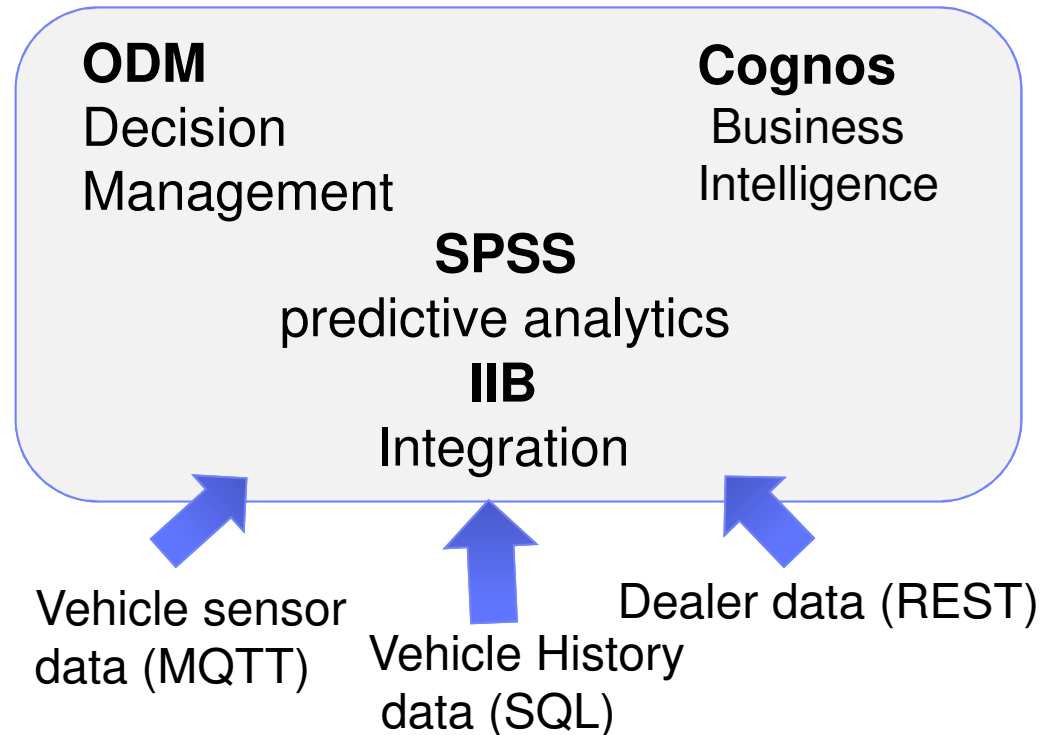 ODM
Decision
Management
Cognos
Business
Intelligence
SPSS
predictive analytics
IIB
Integration
Vehicle sensor
data (MQTT)
Vehicle History
data (SQL)
Dealer data (REST)